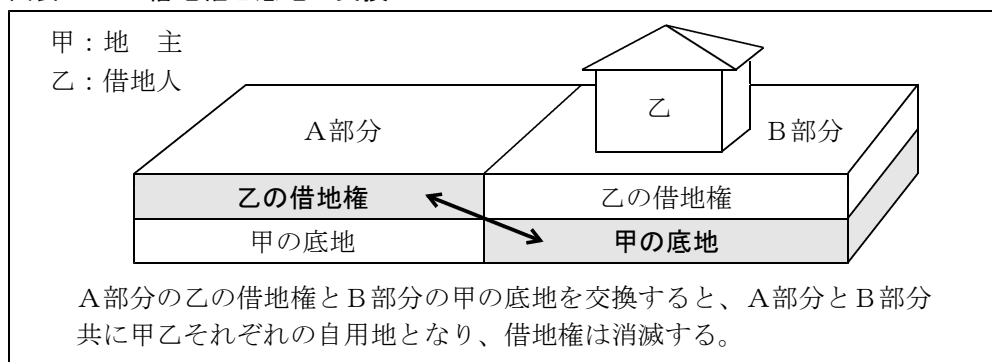 甲：地　主
乙：借地人
乙
A部分
B部分
乙の借地権
乙の借地権
甲の底地
甲の底地
A部分の乙の借地権とB部分の甲の底地を交換すると、A部分とB部分
共に甲乙それぞれの自用地となり、借地権は消滅する。